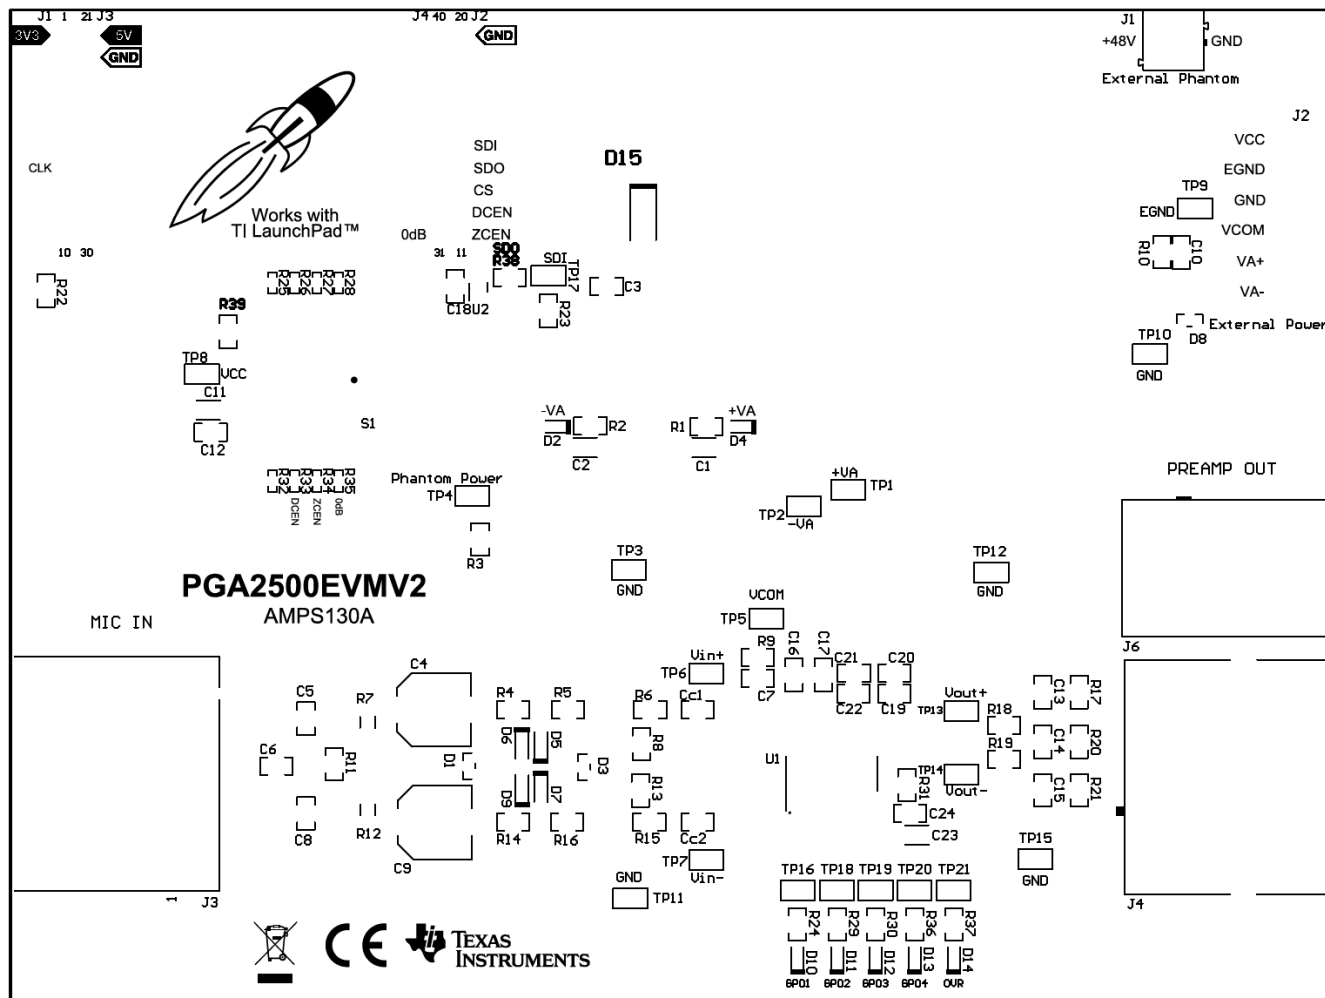 J1 1 21 J3
3V3 5V
GND
J4 40 20 J2
GND
J1
+48V GND
External Phantom
J2
VCC
EGND
GND
VCOM
VA+
VA-
External Power
TP9
EGND
R10 C10
D8
TP10
GND
CLK
Works with
TI LaunchPad™
SDI
SDO
CS
DCEN
0dB ZCEN
D15
10 30
31 11
SDO
R38
SDI
TP17
R22
R25 R26 R27 R28
C18 U2
R23
C3
R39
TP8
VCC
C11
C12
S1
-VA
D2 R2
C2
+VA
R1 D4
C1
R32 R33 R34 R35
DCEN ZCEN 0dB
Phantom Power
TP4
R3
+VA
TP1
TP2
-VA
PREAMP OUT
TP3
GND
TP12
GND
PGA2500EVMV2
AMPS130A
MIC IN
VCOM
TP5
J6
R9 C16 C17
Vin+
TP6
C7
C21 C20
C22 C19
C4
C5 R7
R4 R5 R6 Cc1
Vout+
TP13
R18
C13 R17
D6 D5
R8
R19
C14 R20
C6
R11
D1 D3
U1
TP14
Vout-
D9 D7
R13
R31
C15 R21
C8 R12
R14 R16 R15 Cc2
C24
C23
C9
TP7
Vin-
TP15
GND
GND
TP11
TP16 TP18 TP19 TP20 TP21
1 J3
J4
R24 R29 R30 R36 R37
D10 D11 D12 D13 D14
GPO1 GPO2 GPO3 GPO4 OVR
CE
TEXAS
INSTRUMENTS